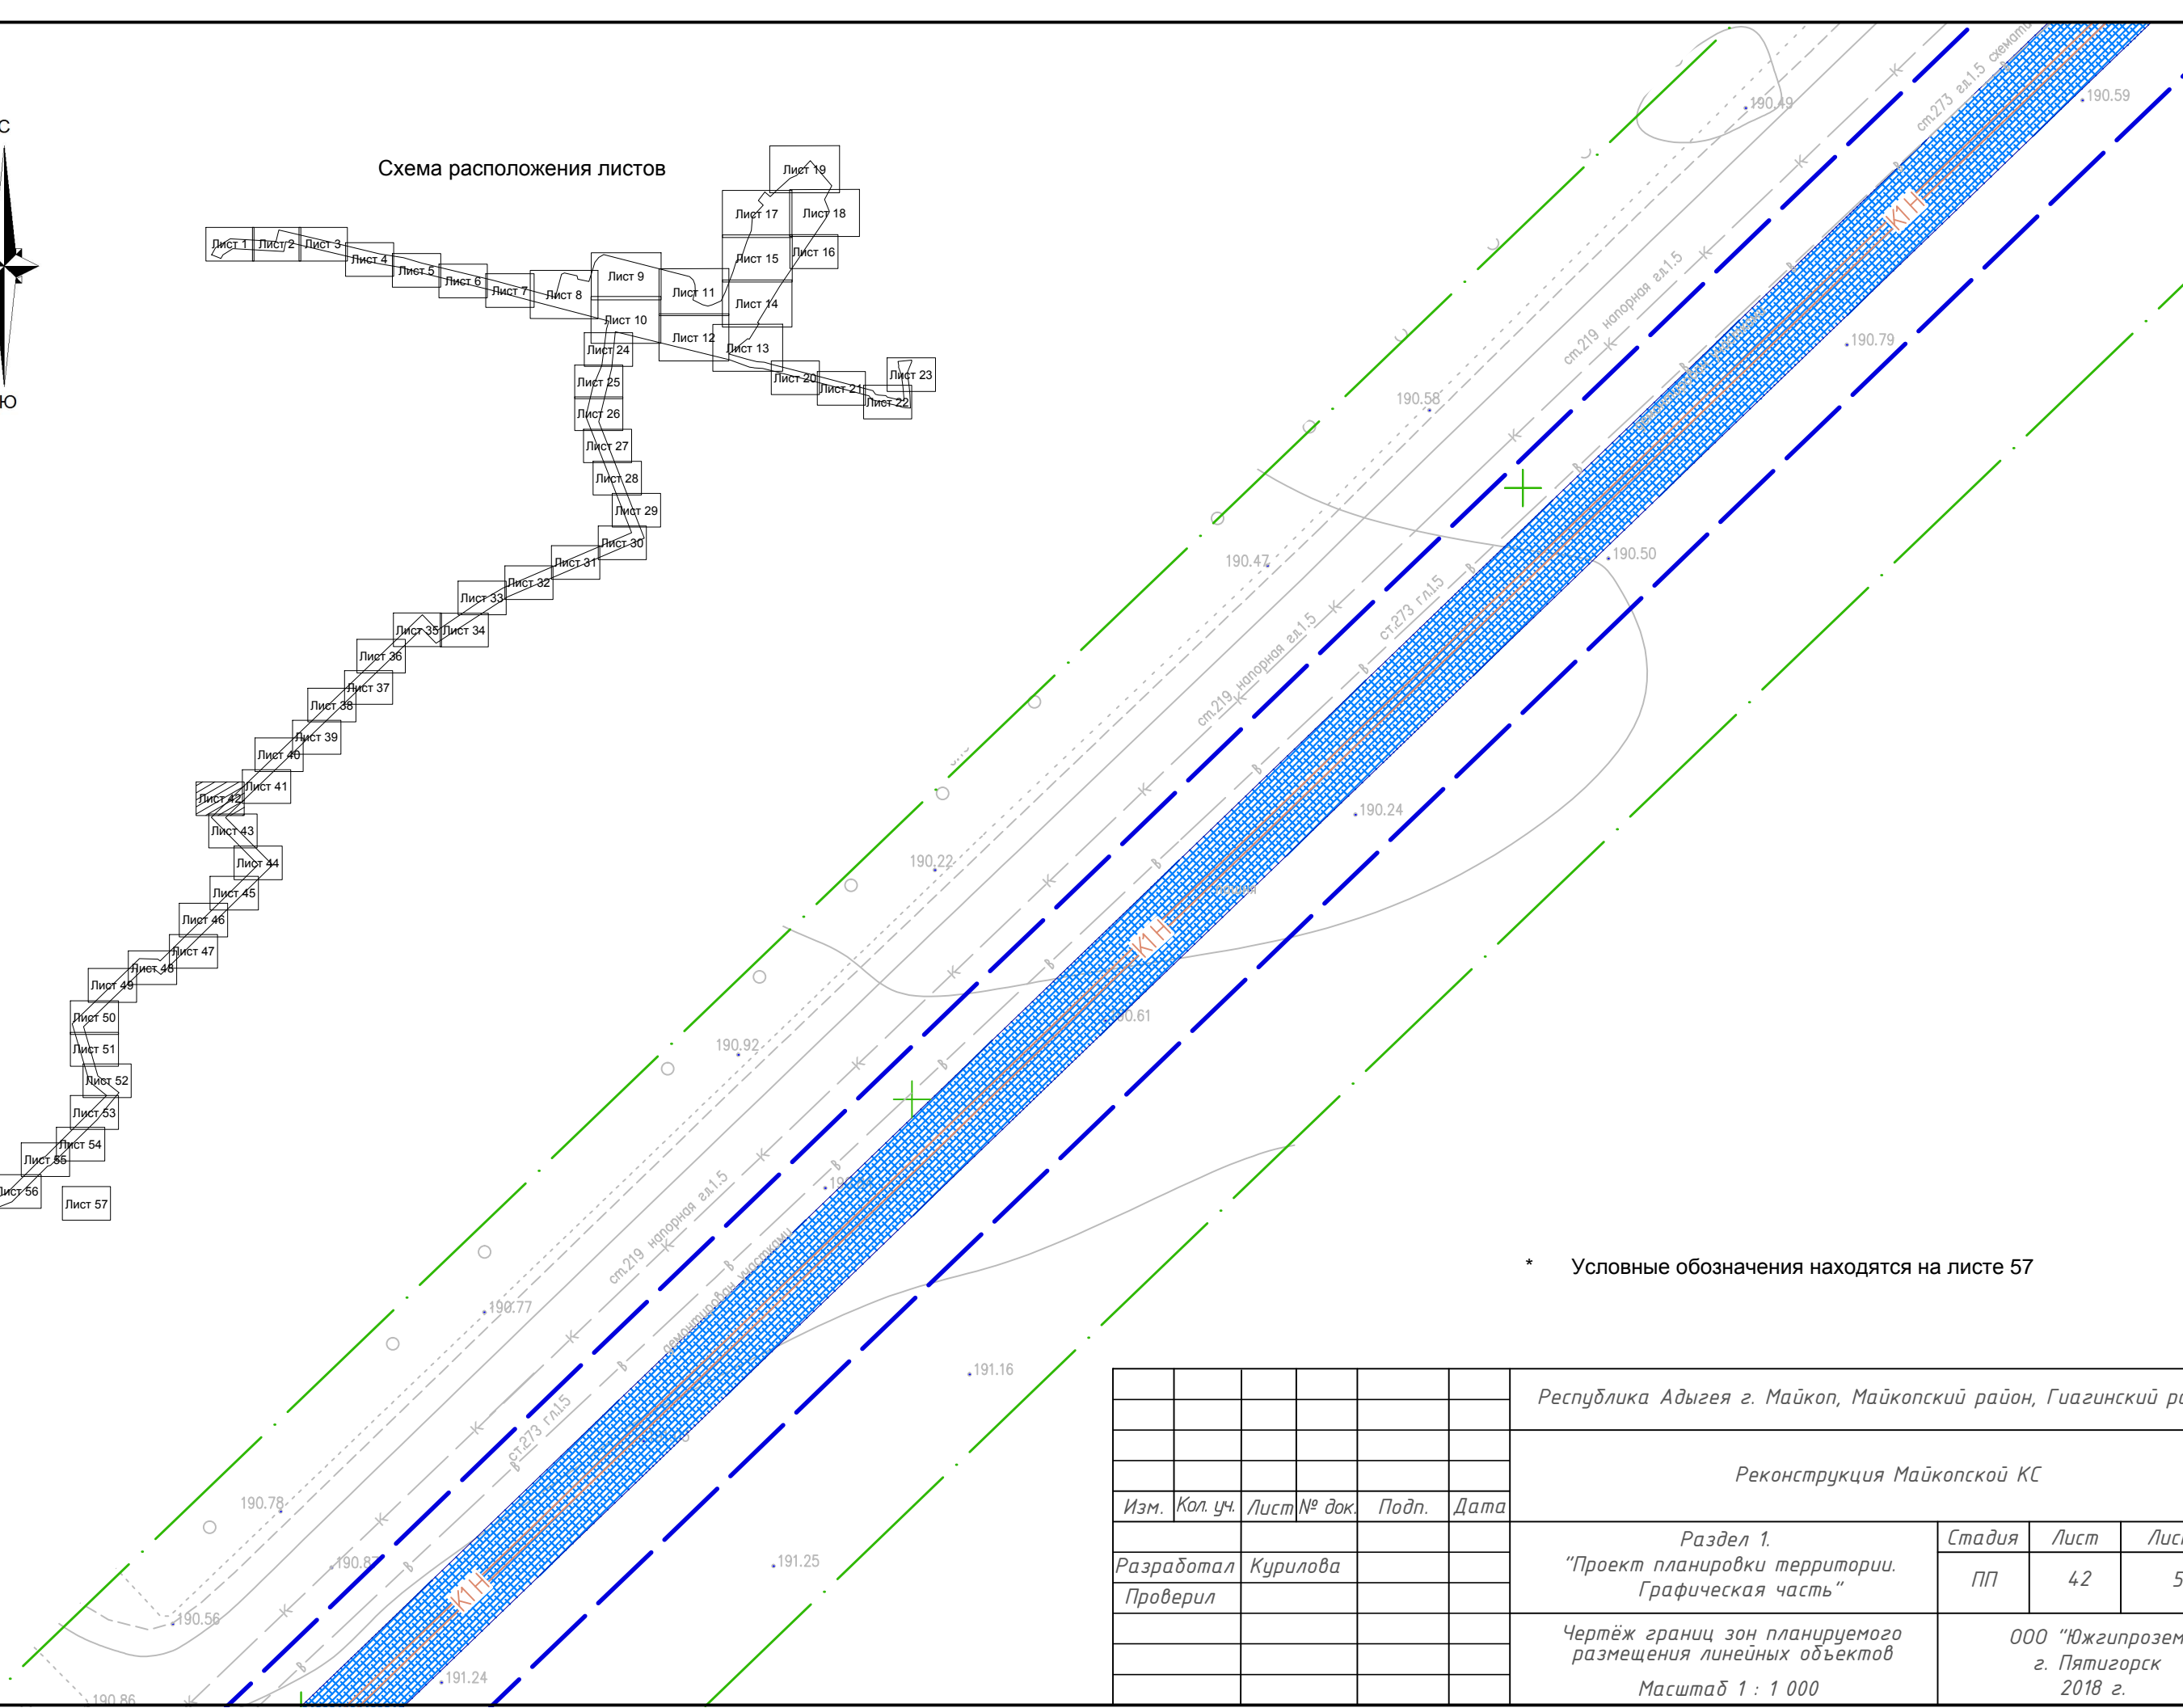 С
Ю
Схема расположения листов
Лист 1
Лист 2
Лист 3
Лист 4
Лист 5
Лист 6
Лист 7
Лист 8
Лист 9
Лист 10
Лист 11
Лист 12
Лист 13
Лист 14
Лист 15
Лист 16
Лист 17
Лист 18
Лист 19
Лист 20
Лист 21
Лист 22
Лист 23
Лист 24
Лист 25
Лист 26
Лист 27
Лист 28
Лист 29
Лист 30
Лист 31
Лист 32
Лист 33
Лист 34
Лист 35
Лист 36
Лист 37
Лист 38
Лист 39
Лист 40
Лист 41
Лист 42
Лист 43
Лист 44
Лист 45
Лист 46
Лист 47
Лист 48
Лист 49
Лист 50
Лист 51
Лист 52
Лист 53
Лист 54
Лист 55
Лист 56
Лист 57
190.49
190.59
ст.273 гл.1.5
К1Н
ст.219 напорная гл.1.5
190.79
190.58
190.47
190.50
ст.273 гл.1.5
ст.219 напорная гл.1.5
190.24
190.22
К1Н
190.92
ст.219 напорная гл.1.5
демонтирован участками
190.77
191.16
ст.273 гл.1.5
190.78
190.87
191.25
К1Н
190.56
191.24
190.86
* Условные обозначения находятся на листе 57
Республика Адыгея г. Майкоп, Майкопский район, Гиагинский
Реконструкция Майкопской КС
Изм. Кол. уч. Лист № док. Подп. Дата
Разработал Курилова
Проверил
Раздел 1.
"Проект планировки территории.
Графическая часть"
Стадия Лист
ПП 42
Чертёж границ зон планируемого
размещения линейных объектов
Масштаб 1 : 1 000
ООО "Южгипрозем
г. Пятигорск
2018 г.